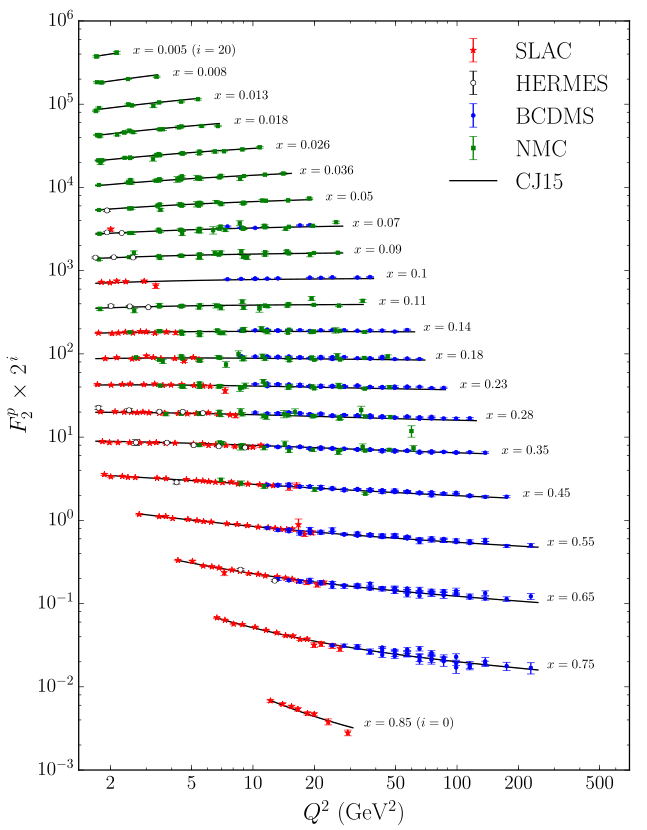 10^6
10^5
10^4
10^3
10^2
10^1
10^0
10^−1
10^−2
10^−3
F_2^p × 2^i
x = 0.005 (i = 20)
x = 0.008
x = 0.013
x = 0.018
x = 0.026
x = 0.036
x = 0.05
x = 0.07
x = 0.09
x = 0.1
x = 0.11
x = 0.14
x = 0.18
x = 0.23
x = 0.28
x = 0.35
x = 0.45
x = 0.55
x = 0.65
x = 0.75
x = 0.85 (i = 0)
SLAC
HERMES
BCDMS
NMC
CJ15
2 5 10 20 50 100 200 500
Q^2 (GeV^2)